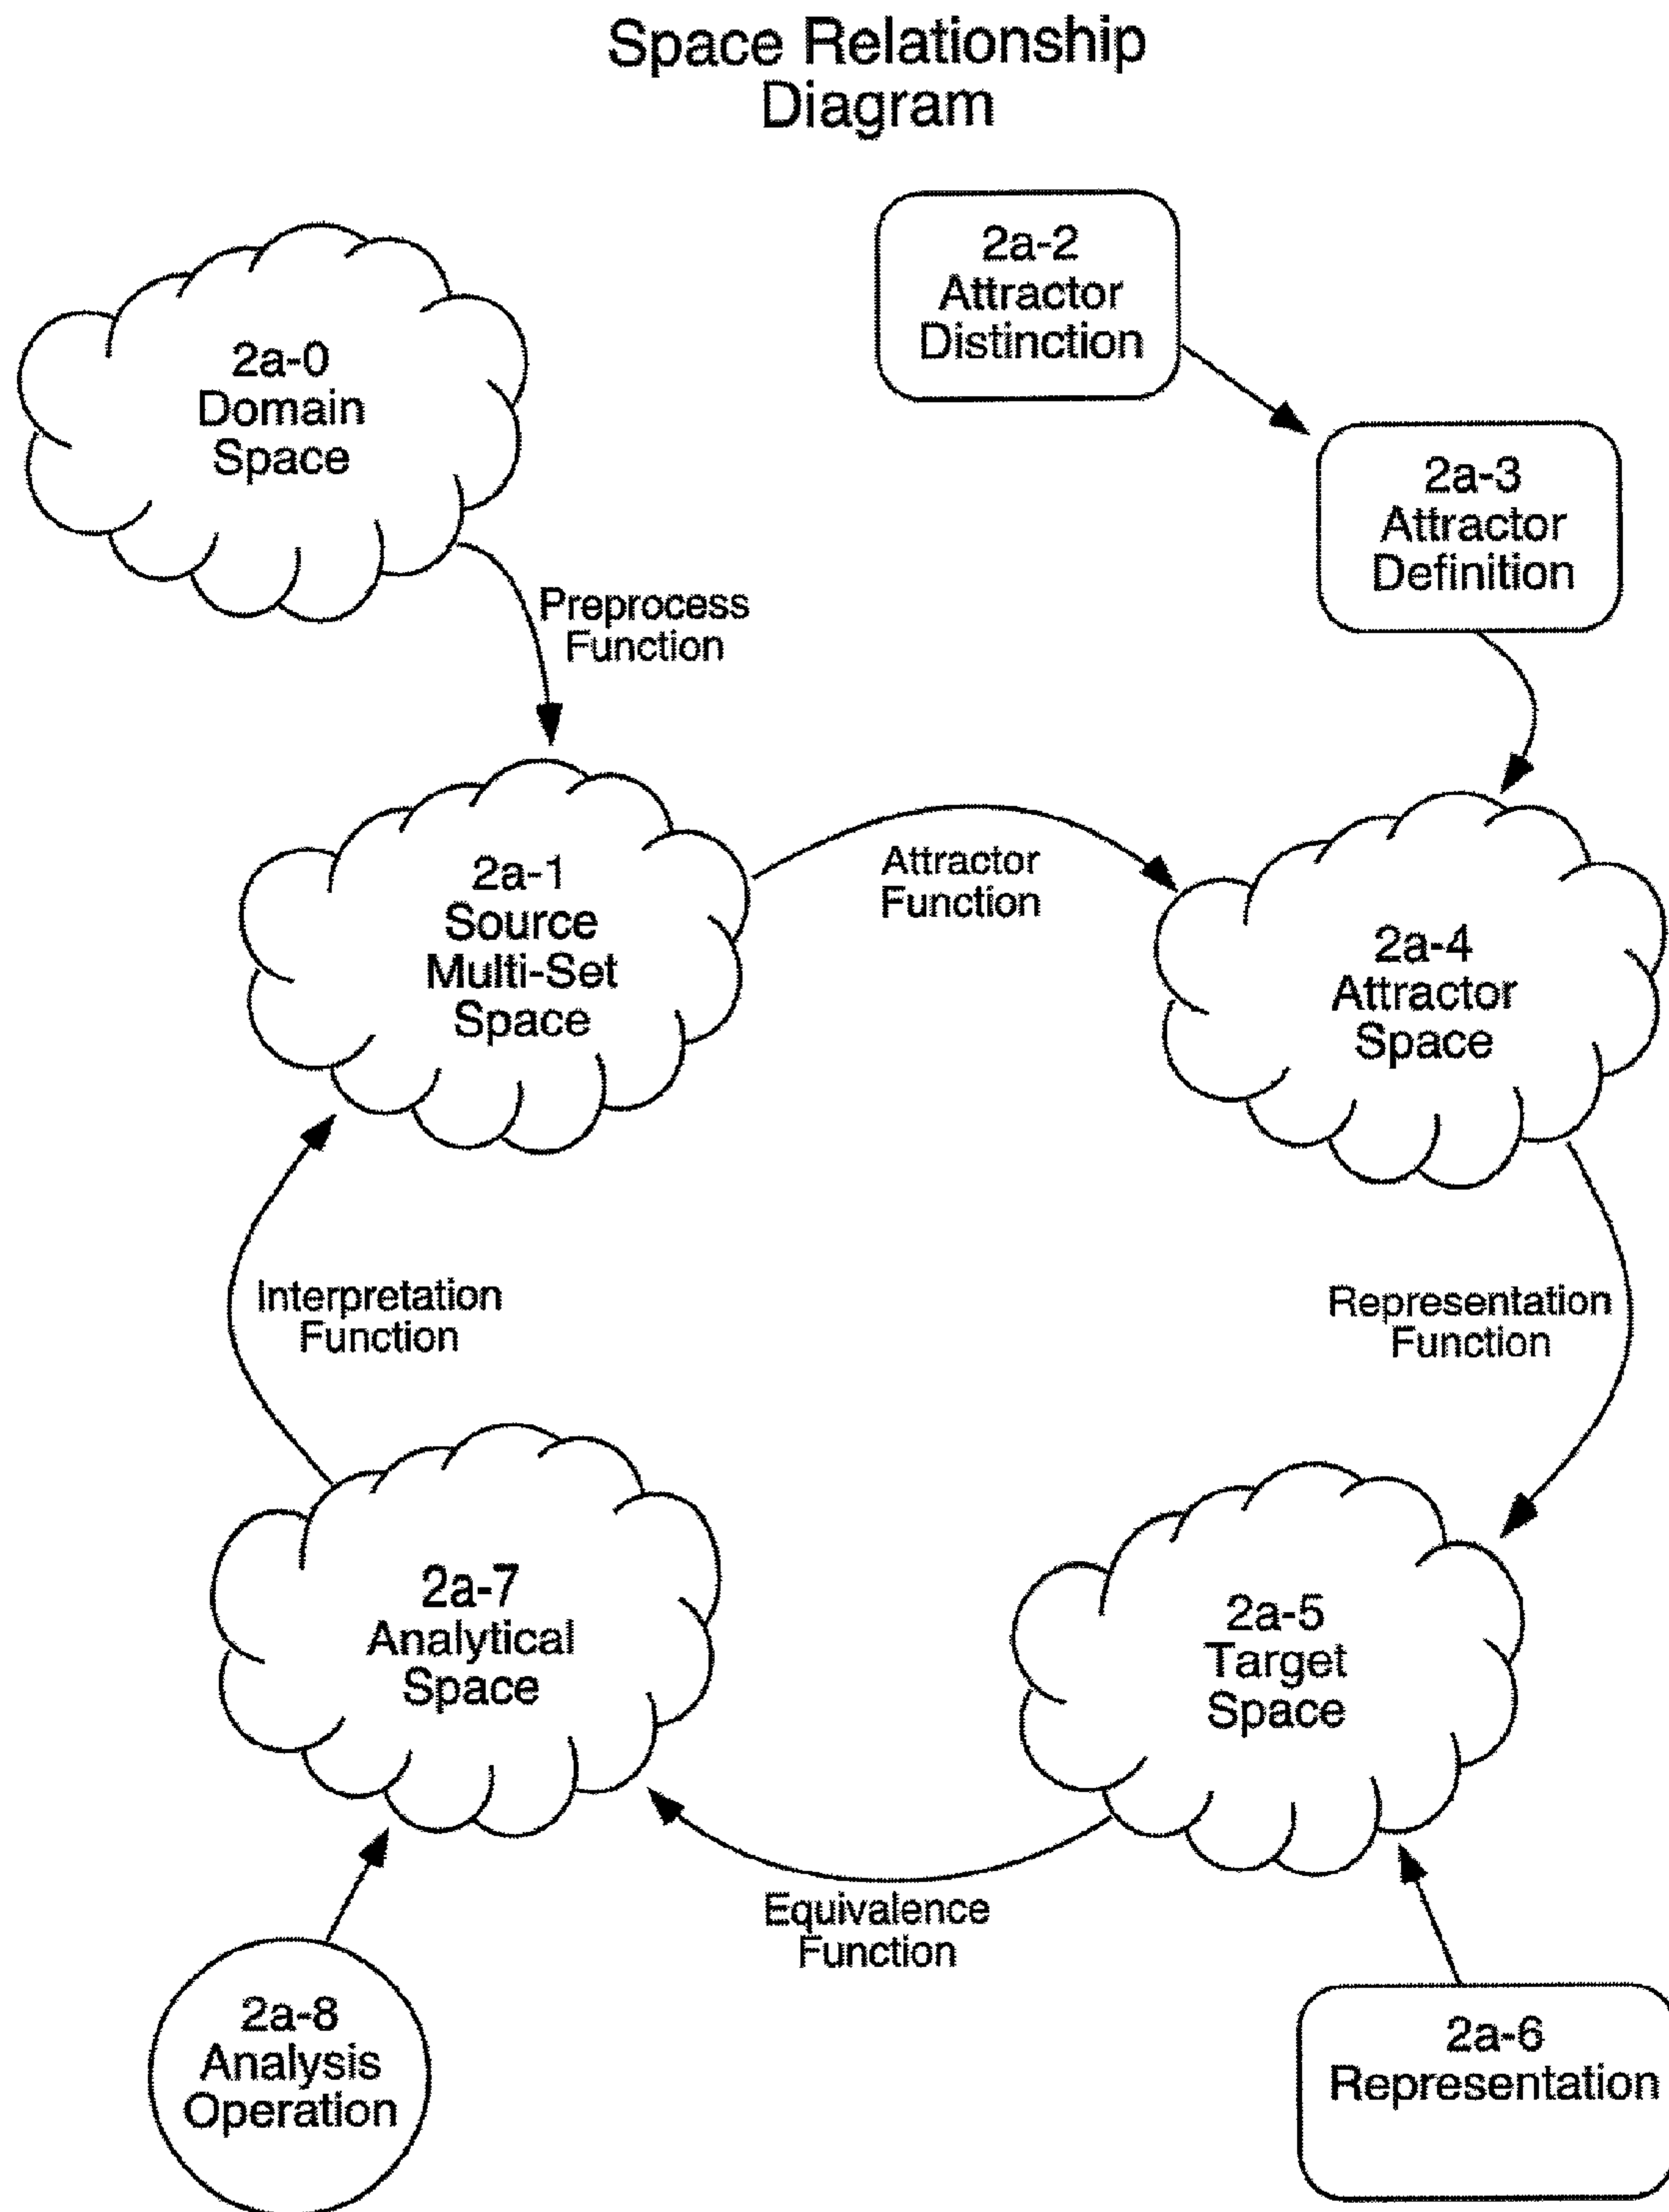 Space Relationship
Diagram
2a-2
Attractor
Distinction
2a-0
Domain
Space
2a-3
Attractor
Definition
Preprocess
Function
2a-1
Source
Multi-Set
Space
Attractor
Function
2a-4
Attractor
Space
Interpretation
Function
Representation
Function
2a-7
Analytical
Space
2a-5
Target
Space
Equivalence
Function
2a-8
Analysis
Operation
2a-6
Representation